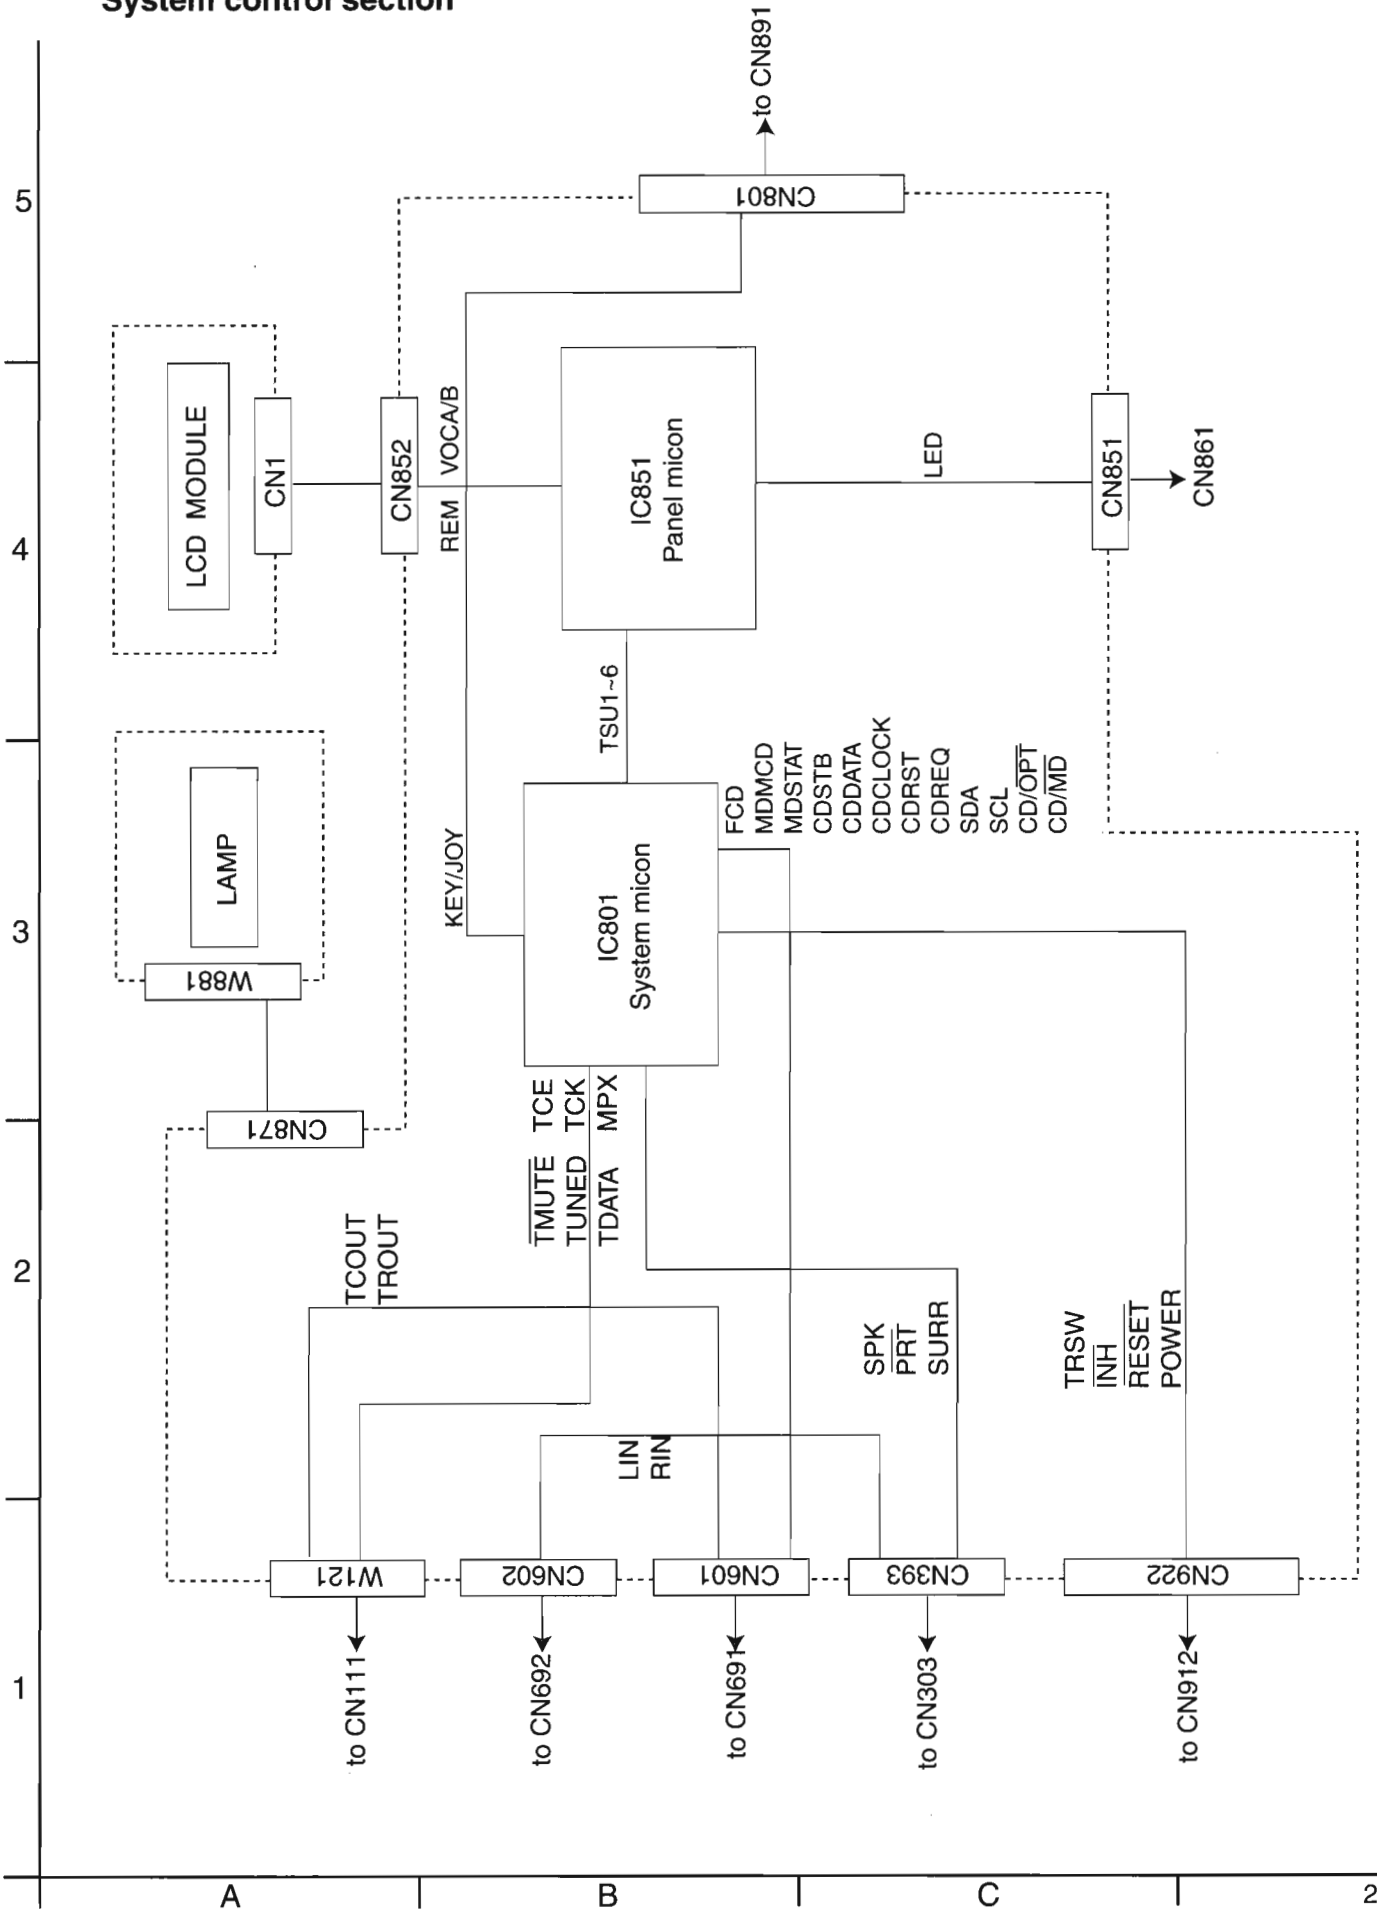 System control section
to CN891
5
CN801
LCD MODULE
CN1
CN852
REM VOCA/B
IC851
Panel micon
LED
CN851
CN861
4
TSU1~6
LAMP
W881
KEY/JOY
IC801
System micon
FCD
MDMCD
MDSTAT
CDSTB
CDDATA
CDCLOCK
CDRST
CDREQ
SDA
SCL
CD/OPT
CD/MD
3
CN871
TMUTE TCE
TUNED TCK
TDATA MPX
TCOUT
TROUT
2
SPK
PRT
SURR
TRSW
INH
RESET
POWER
LIN
RIN
W121
CN602
CN601
CN393
CN922
to CN111
to CN692
to CN691
to CN303
to CN912
1
A
B
C
2